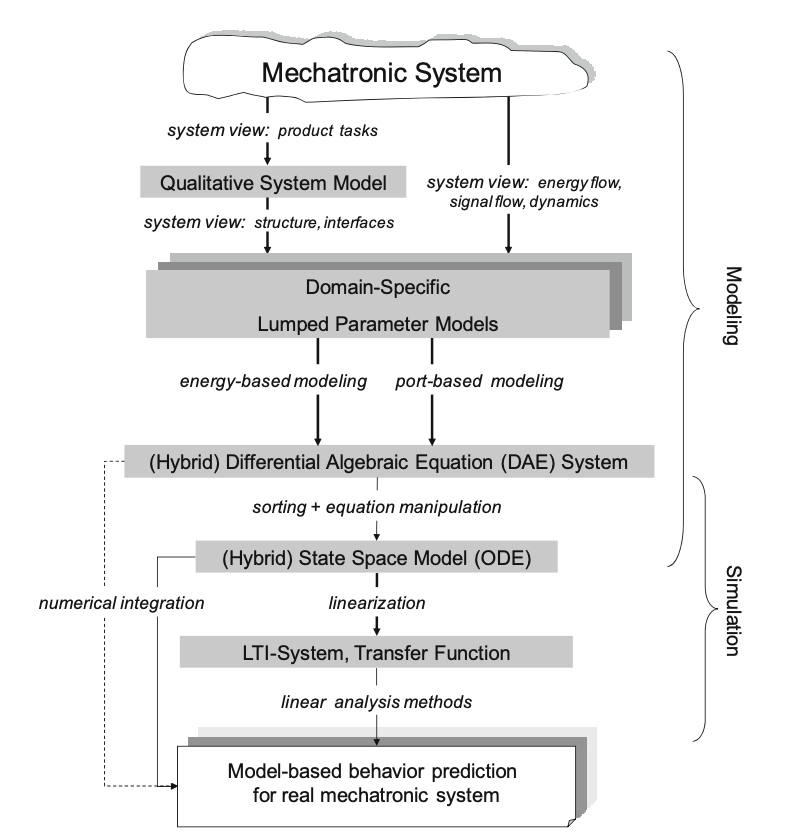 Mechatronic System
system view: product tasks
Qualitative System Model
system view: energy flow,
signal flow, dynamics
system view: structure, interfaces
Domain-Specific
Lumped Parameter Models
energy-based modeling
port-based modeling
(Hybrid) Differential Algebraic Equation (DAE) System
sorting + equation manipulation
(Hybrid) State Space Model (ODE)
numerical integration
linearization
LTI-System, Transfer Function
linear analysis methods
Model-based behavior prediction
for real mechatronic system
Modeling
Simulation